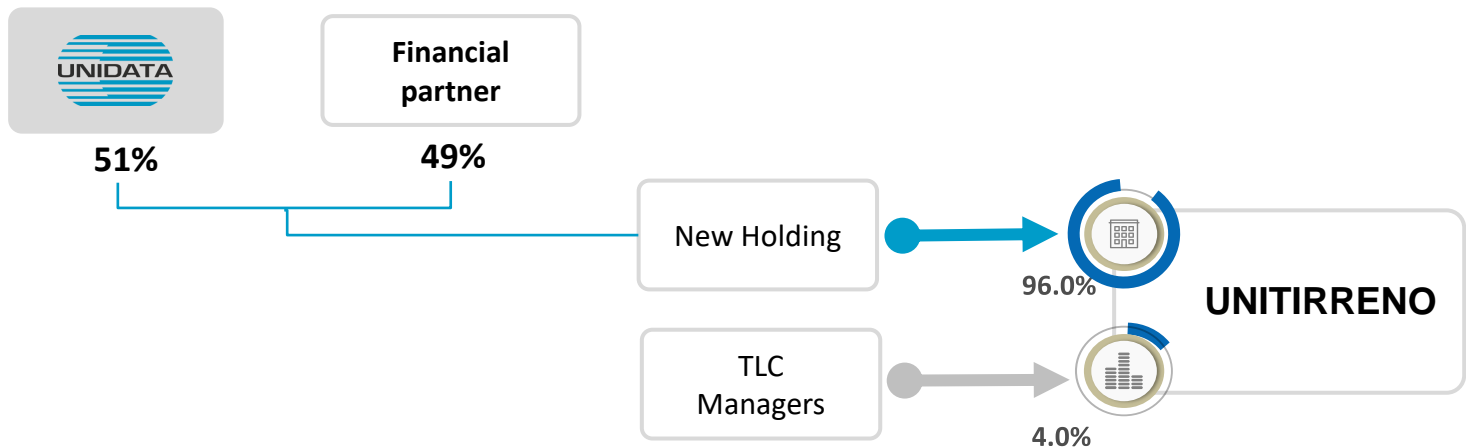 UNIDATA
Financial
partner
51%
49%
New Holding
96.0%
UNITIRRENO
TLC
Managers
4.0%